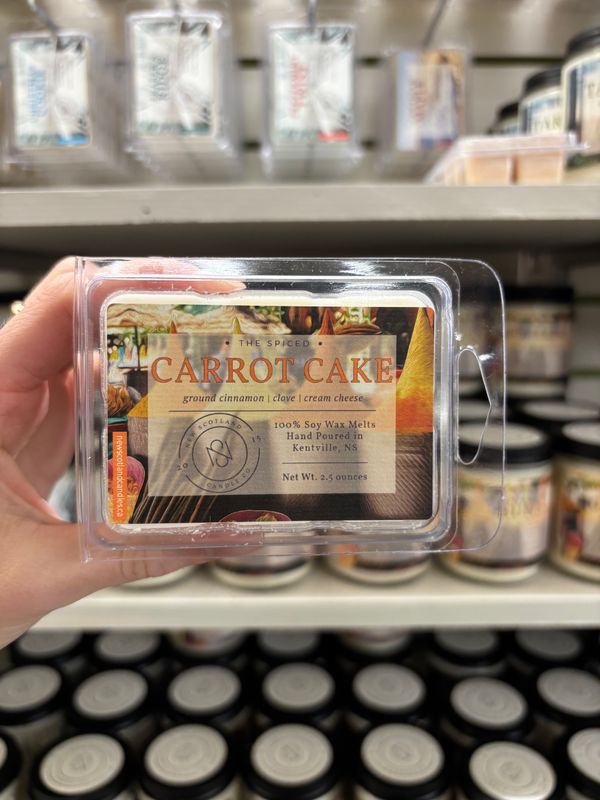 • THE SPICED •
CARROT CAKE
ground cinnamon | clove | cream cheese
NEW SCOTLAND
20 15
CANDLE CO.
100% Soy Wax Melts
Hand Poured in
Kentville, NS
Net Wt. 2.5 ounces
newscotlandcandles.ca